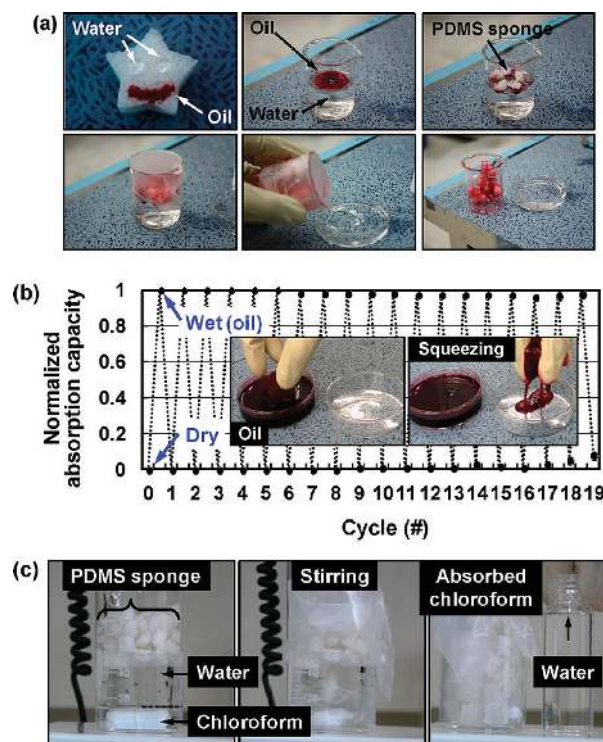 (a)
Water
Oil
Oil
Water
PDMS sponge
(b)
Normalized
absorption capacity
1
0.8
0.6
0.4
0.2
0
Wet (oil)
Dry
Oil
Squeezing
0 1 2 3 4 5 6 7 8 9 10 11 12 13 14 15 16 17 18 19
Cycle (#)
(c)
PDMS sponge
Water
Chloroform
Stirring
Absorbed
chloroform
Water